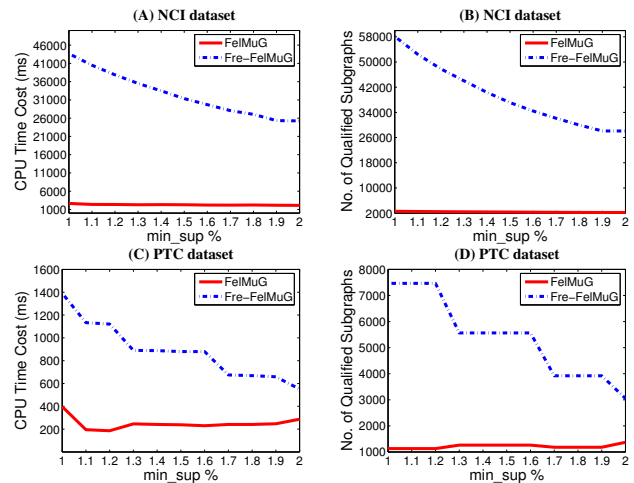 (A) NCI dataset
CPU Time Cost (ms)
46000
41000
36000
31000
26000
21000
16000
11000
6000
1000
FelMuG
Fre-FelMuG
1 1.1 1.2 1.3 1.4 1.5 1.6 1.7 1.8 1.9 2
min_sup %
(B) NCI dataset
No. of Qualified Subgraphs
58000
50000
42000
34000
26000
18000
10000
2000
FelMuG
Fre-FelMuG
1 1.1 1.2 1.3 1.4 1.5 1.6 1.7 1.8 1.9 2
min_sup %
(C) PTC dataset
CPU Time Cost (ms)
1600
1400
1200
1000
800
600
400
200
FelMuG
Fre-FelMuG
1 1.1 1.2 1.3 1.4 1.5 1.6 1.7 1.8 1.9 2
min_sup %
(D) PTC dataset
No. of Qualified Subgraphs
8000
7000
6000
5000
4000
3000
2000
1000
FelMuG
Fre-FelMuG
1 1.1 1.2 1.3 1.4 1.5 1.6 1.7 1.8 1.9 2
min_sup %